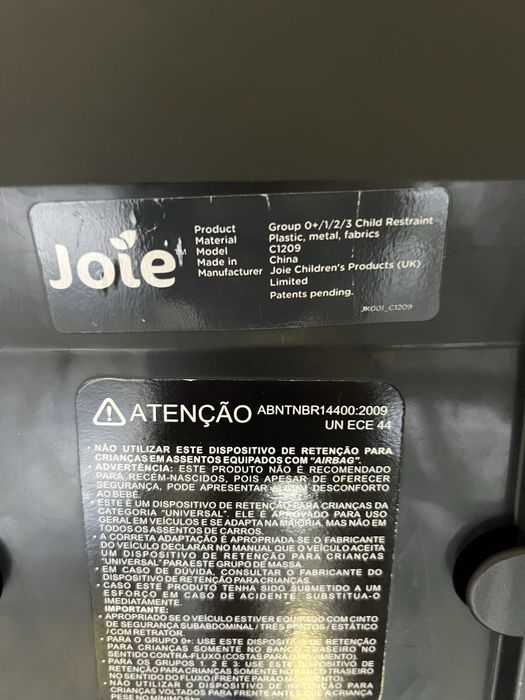 Joie™
Product Group 0+/1/2/3 Child Restraint
Material Plastic, metal, fabrics
Model C1209
Made in China
Manufacturer Joie Children's Products (UK)
Limited
Patents pending.
JK001_C1209
ATENÇÃO ABNTNBR14400:2009
UN ECE 44
• NÃO UTILIZAR ESTE DISPOSITIVO DE RETENÇÃO PARA
CRIANÇAS EM ASSENTOS EQUIPADOS COM "AIRBAG".
• ADVERTÊNCIA: ESTE PRODUTO NÃO É RECOMENDADO
PARA RECÉM-NASCIDOS, POIS APESAR DE OFERECER
SEGURANÇA, PODE APRESENTAR ALGUM DESCONFORTO
AO BEBÊ.
• ESTE É UM DISPOSITIVO DE RETENÇÃO PARA CRIANÇAS DA
CATEGORIA "UNIVERSAL". ELE É APROVADO PARA USO
GERAL EM VEÍCULOS E SE ADAPTA NA MAIORIA, MAS NÃO EM
TODOS OS ASSENTOS DE CARROS.
• A CORRETA ADAPTAÇÃO É APROPRIADA SE O FABRICANTE
DO VEÍCULO DECLARAR NO MANUAL QUE O VEÍCULO ACEITA
UM DISPOSITIVO DE RETENÇÃO PARA CRIANÇAS
"UNIVERSAL" PARA ESTE GRUPO DE MASSA.
• EM CASO DE DÚVIDA, CONSULTAR O FABRICANTE DO
DISPOSITIVO DE RETENÇÃO PARA CRIANÇAS.
• CASO ESTE PRODUTO TENHA SIDO SUBMETIDO A UM
ESFORÇO EM CASO DE ACIDENTE, SUBSTITUA-O
IMEDIATAMENTE.
IMPORTANTE:
• APROPRIADO SE O VEÍCULO ESTIVER EQUIPADO COM CINTO
DE SEGURANÇA SUBABDOMINAL / TRÊS PONTOS / ESTÁTICO
/ COM RETRATOR.
• PARA O GRUPO 0+: USE ESTE DISPOSITIVO DE RETENÇÃO
PARA CRIANÇAS SOMENTE NO BANCO TRASEIRO NO
SENTIDO CONTRA-FLUXO (COSTAS PARA O MOVIMENTO).
• PARA OS GRUPOS 1, 2 E 3: USE ESTE DISPOSITIVO DE
RETENÇÃO PARA CRIANÇAS SOMENTE NO BANCO TRASEIRO
NO SENTIDO DO FLUXO (FRENTE PARA O MOVIMENTO).
• NÃO UTILIZAR O DISPOSITIVO DE RETENÇÃO PARA
CRIANÇAS VOLTADAS PARA FRENTE ANTES QUE A CRIANÇA
PESE NO MÍNIMO 9